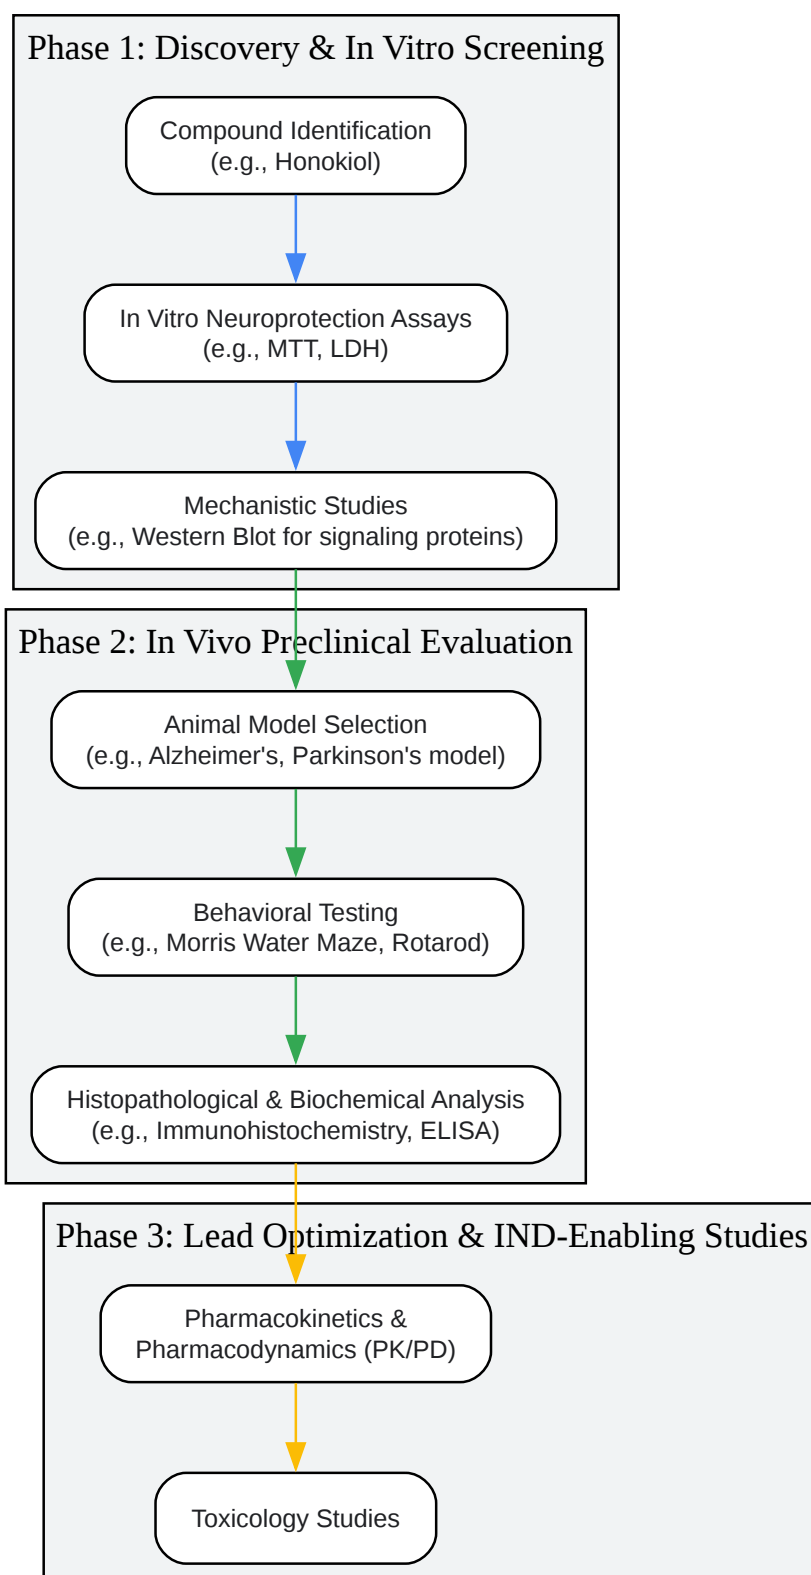 Phase 1: Discovery & In Vitro Screening
Compound Identification
(e.g., Honokiol)
In Vitro Neuroprotection Assays
(e.g., MTT, LDH)
Mechanistic Studies
(e.g., Western Blot for signaling proteins)
Phase 2: In Vivo Preclinical Evaluation
Animal Model Selection
(e.g., Alzheimer's, Parkinson's model)
Behavioral Testing
(e.g., Morris Water Maze, Rotarod)
Histopathological & Biochemical Analysis
(e.g., Immunohistochemistry, ELISA)
Phase 3: Lead Optimization & IND-Enabling Studies
Pharmacokinetics &
Pharmacodynamics (PK/PD)
Toxicology Studies